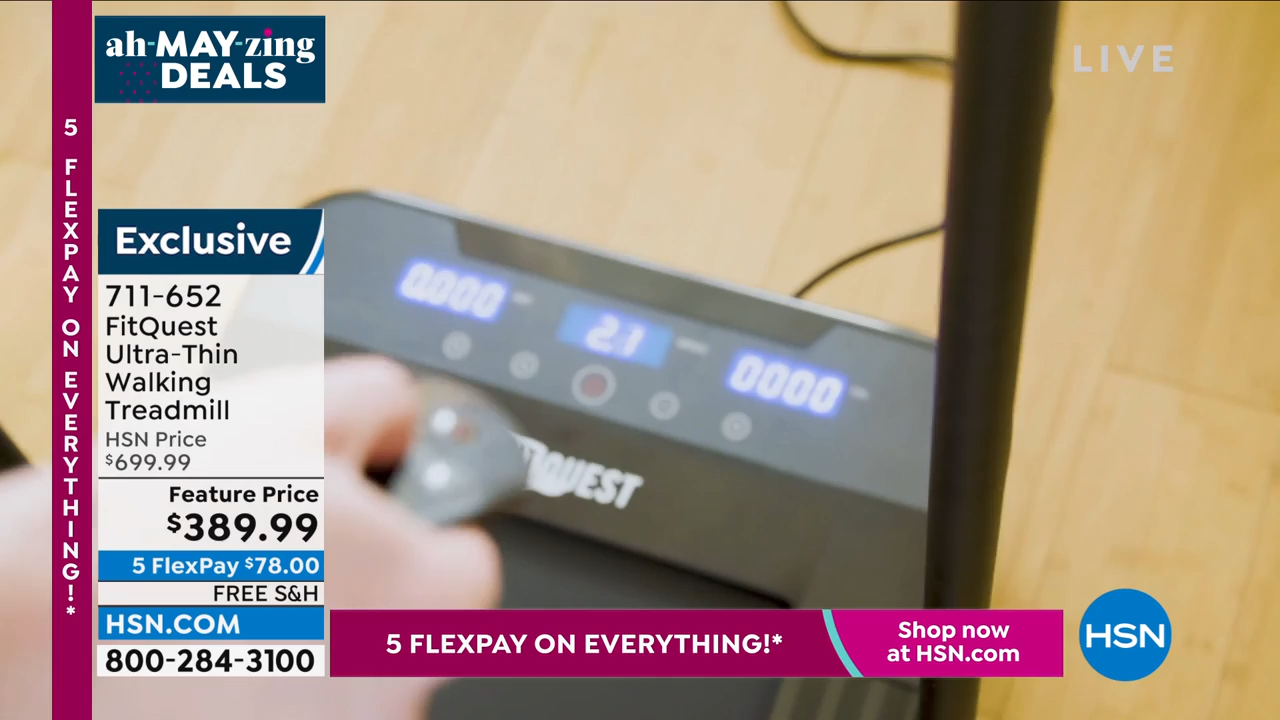 ah-MAY-zing
DEALS
LIVE
5 FLEXPAY ON EVERYTHING!*
Exclusive
711-652
FitQuest
Ultra-Thin
Walking
Treadmill
HSN Price
$699.99
Feature Price
$389.99
5 FlexPay $78.00
FREE S&H
HSN.COM
800-284-3100
0.000
2.1
0000
QUEST
5 FLEXPAY ON EVERYTHING!*
Shop now
at HSN.com
HSN